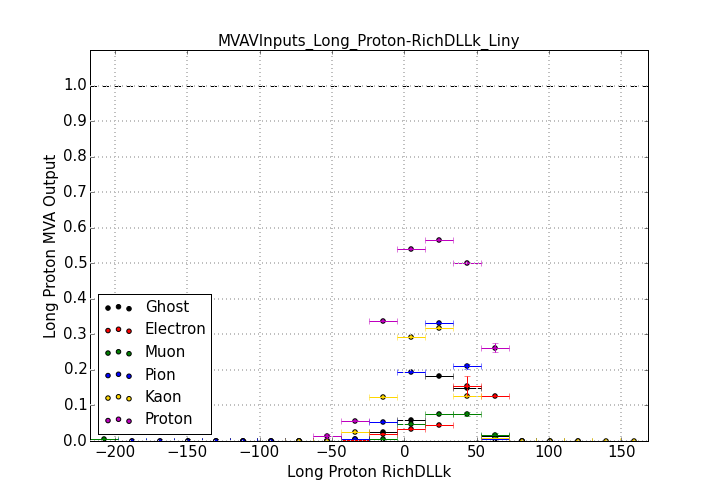 MVAVInputs_Long_Proton-RichDLLk_Liny
Long Proton MVA Output
1.0
0.9
0.8
0.7
0.6
0.5
0.4
0.3
0.2
0.1
0.0
Ghost
Electron
Muon
Pion
Kaon
Proton
−200 −150 −100 −50 0 50 100 150
Long Proton RichDLLk